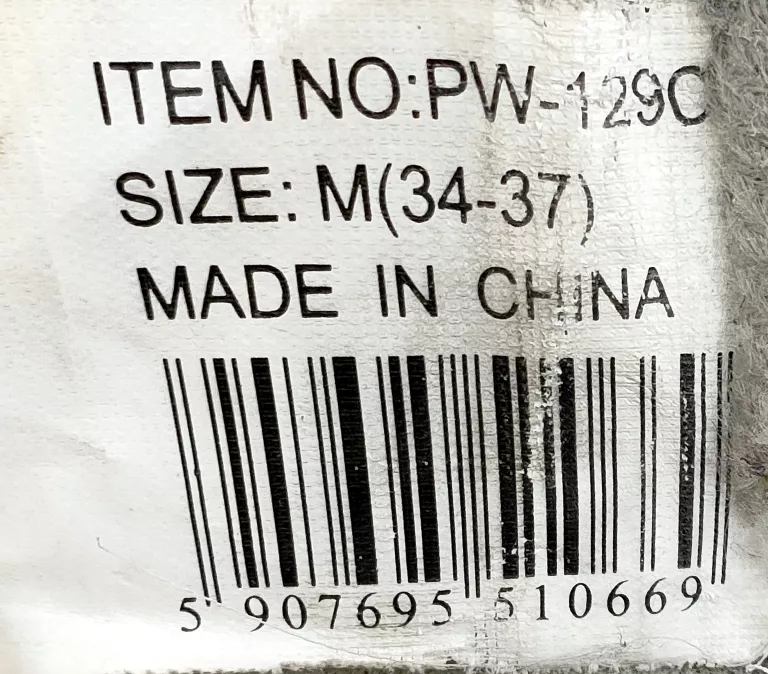 ITEM NO:PW-129C
SIZE: M(34-37)
MADE IN CHINA
5 907695 510669